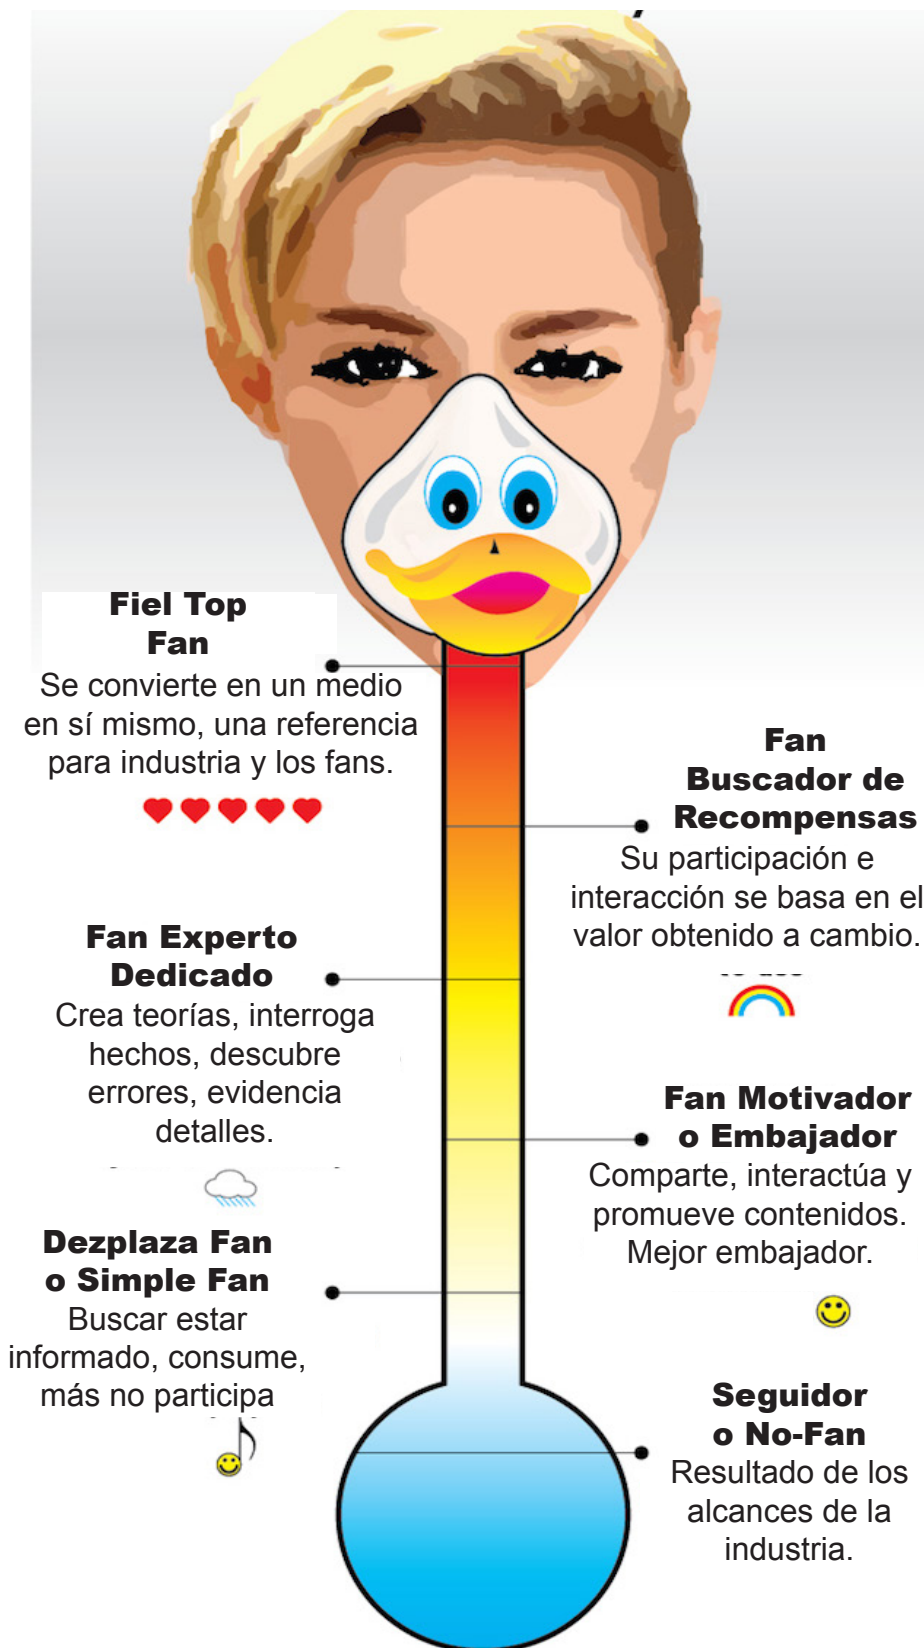 Fiel Top
Fan
Se convierte en un medio
en sí mismo, una referencia
para industria y los fans.
Fan
Buscador de
Recompensas
Su participación e
interacción se basa en el
valor obtenido a cambio.
Fan Experto
Dedicado
Crea teorías, interroga
hechos, descubre
errores, evidencia
detalles.
Fan Motivador
o Embajador
Comparte, interactúa y
promueve contenidos.
Mejor embajador.
Dezplaza Fan
o Simple Fan
Buscar estar
informado, consume,
más no participa
Seguidor
o No-Fan
Resultado de los
alcances de la
industria.